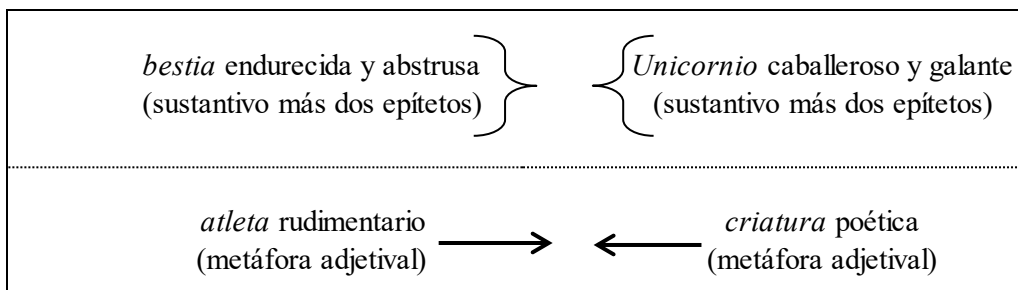 bestia endurecida y abstrusa
(sustantivo más dos epítetos)
Unicornio caballeroso y galante
(sustantivo más dos epítetos)
atleta rudimentario
(metáfora adjetival)
criatura poética
(metáfora adjetival)